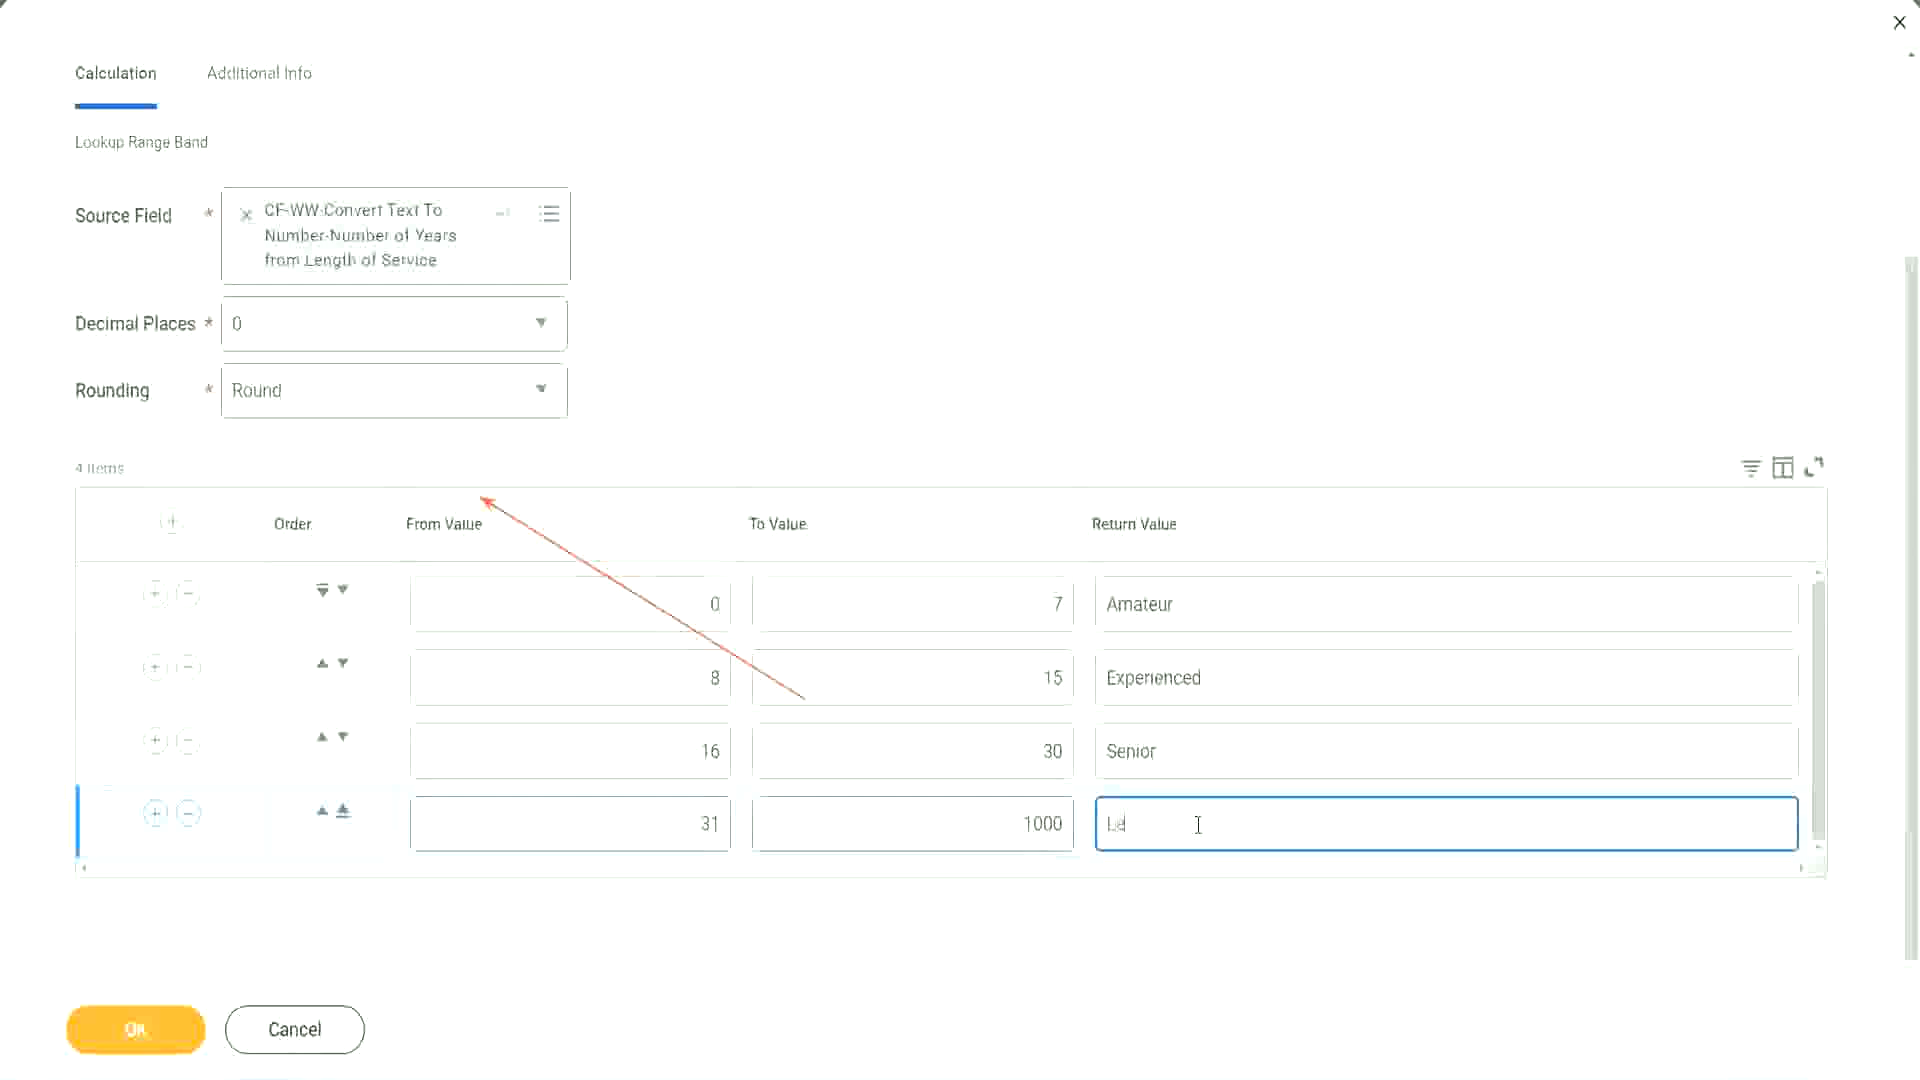 Calculation Additional Info
Lookup Range Band
Source Field *
CF-WW-Convert Text To
Number-Number of Years
from Length of Service
Decimal Places * 0
Rounding * Round
4 items
Order From Value To Value Return Value
0 7 Amateur
8 15 Experienced
16 30 Senior
31 1000 Le
OK Cancel